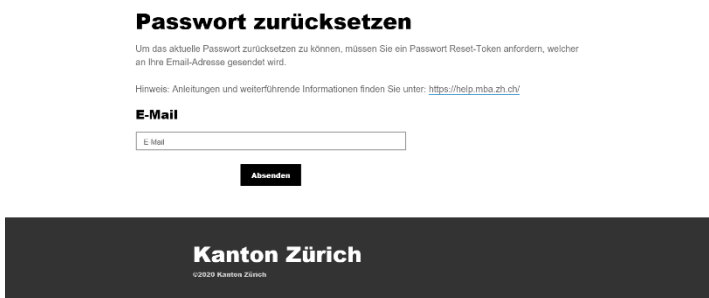 Passwort zurücksetzen
Um das aktuelle Passwort zurücksetzen zu können, müssen Sie ein Passwort Reset-Token anfordern, welcher
an Ihre Email-Adresse gesendet wird.
Hinweis: Anleitungen und weiterführende Informationen finden Sie unter: https://help.mba.zh.ch/
E-Mail
E-Mail
Absenden
Kanton Zürich
©2020 Kanton Zürich